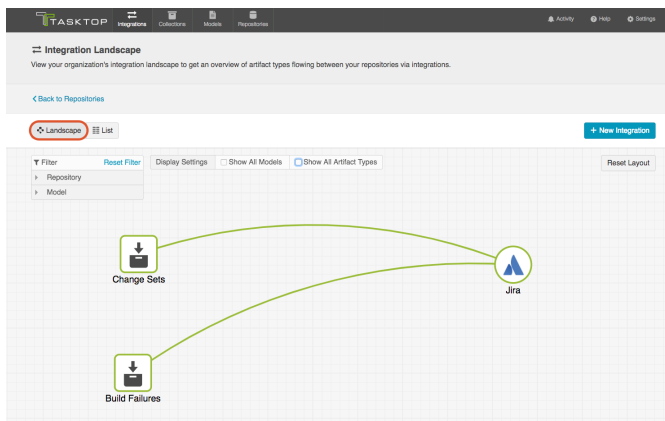 TASKTOP
Integrations
Collections
Models
Repositories
Activity
Help
Settings
Integration Landscape
View your organization's integration landscape to get an overview of artifact types flowing between your repositories via integrations.
Back to Repositories
Landscape
List
+ New Integration
Filter
Reset Filter
Display Settings
Show All Models
Show All Artifact Types
Reset Layout
Repository
Model
Change Sets
Jira
Build Failures